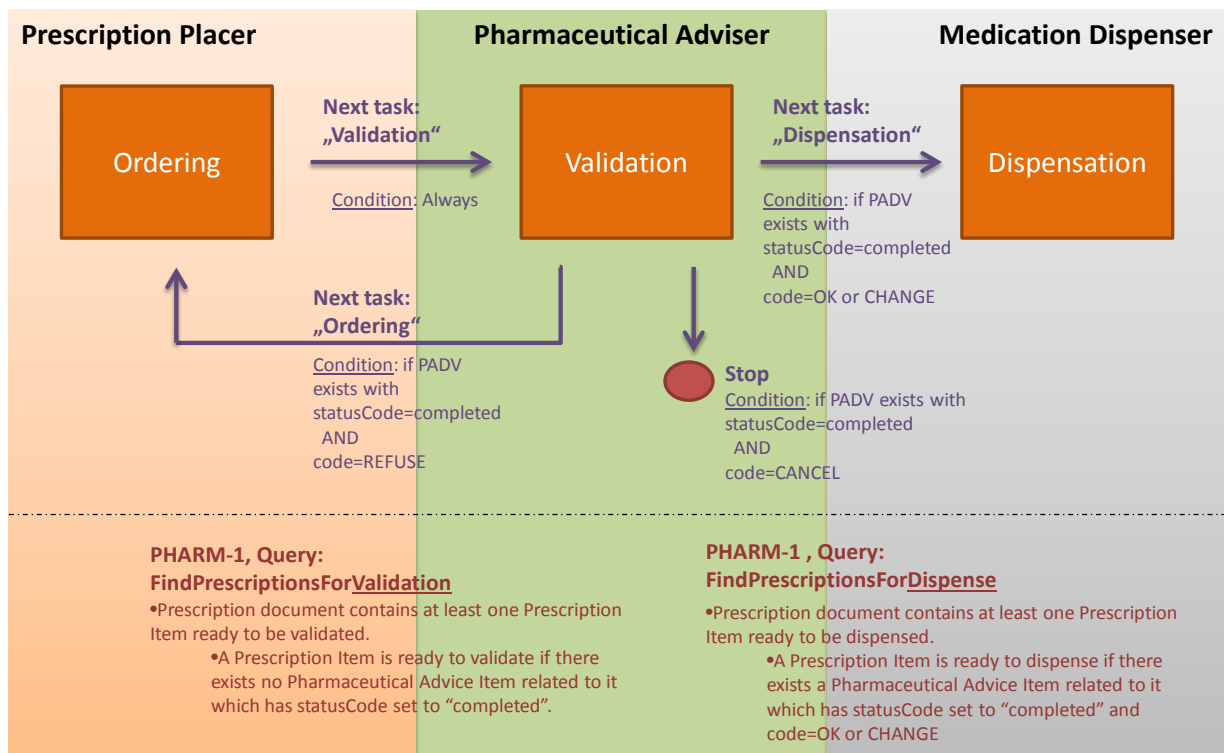 Prescription Placer
Pharmaceutical Adviser
Medication Dispenser
Ordering
Next task:
„Validation“
Condition: Always
Validation
Next task:
„Dispensation“
Condition: if PADV
exists with
statusCode=completed
AND
code=OK or CHANGE
Dispensation
Next task:
„Ordering“
Condition: if PADV
exists with
statusCode=completed
AND
code=REFUSE
Stop
Condition: if PADV exists with
statusCode=completed
AND
code=CANCEL
PHARM-1, Query:
FindPrescriptionsForValidation
•Prescription document contains at least one Prescription
Item ready to be validated.
•A Prescription Item is ready to validate if there
exists no Pharmaceutical Advice Item related to it
which has statusCode set to “completed”.
PHARM-1 , Query:
FindPrescriptionsForDispense
•Prescription document contains at least one Prescription
Item ready to be dispensed.
•A Prescription Item is ready to dispense if there
exists a Pharmaceutical Advice Item related to it
which has statusCode set to “completed” and
code=OK or CHANGE